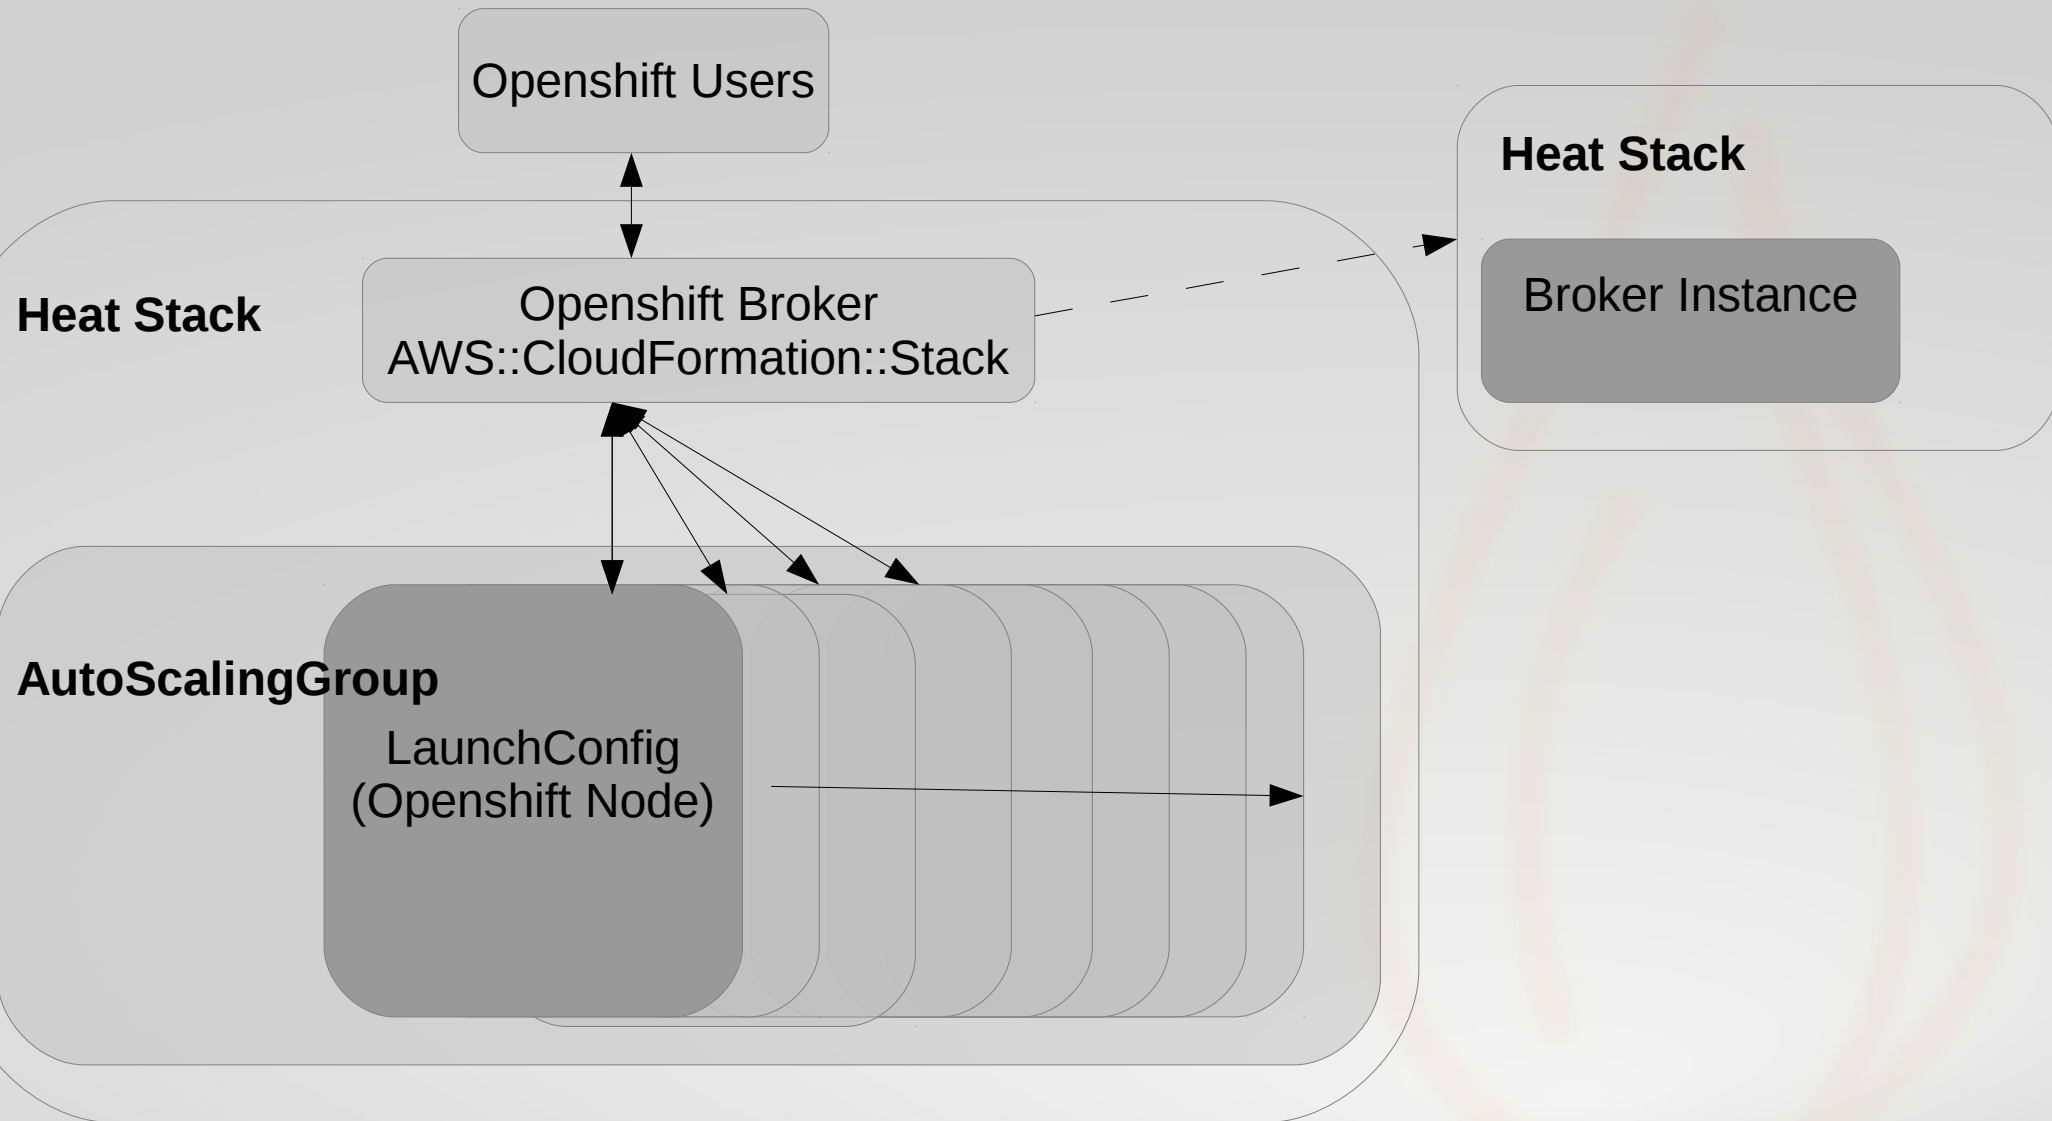 Openshift Users
Heat Stack
Heat Stack
Openshift Broker
AWS::CloudFormation::Stack
Broker Instance
AutoScalingGroup
LaunchConfig
(Openshift Node)